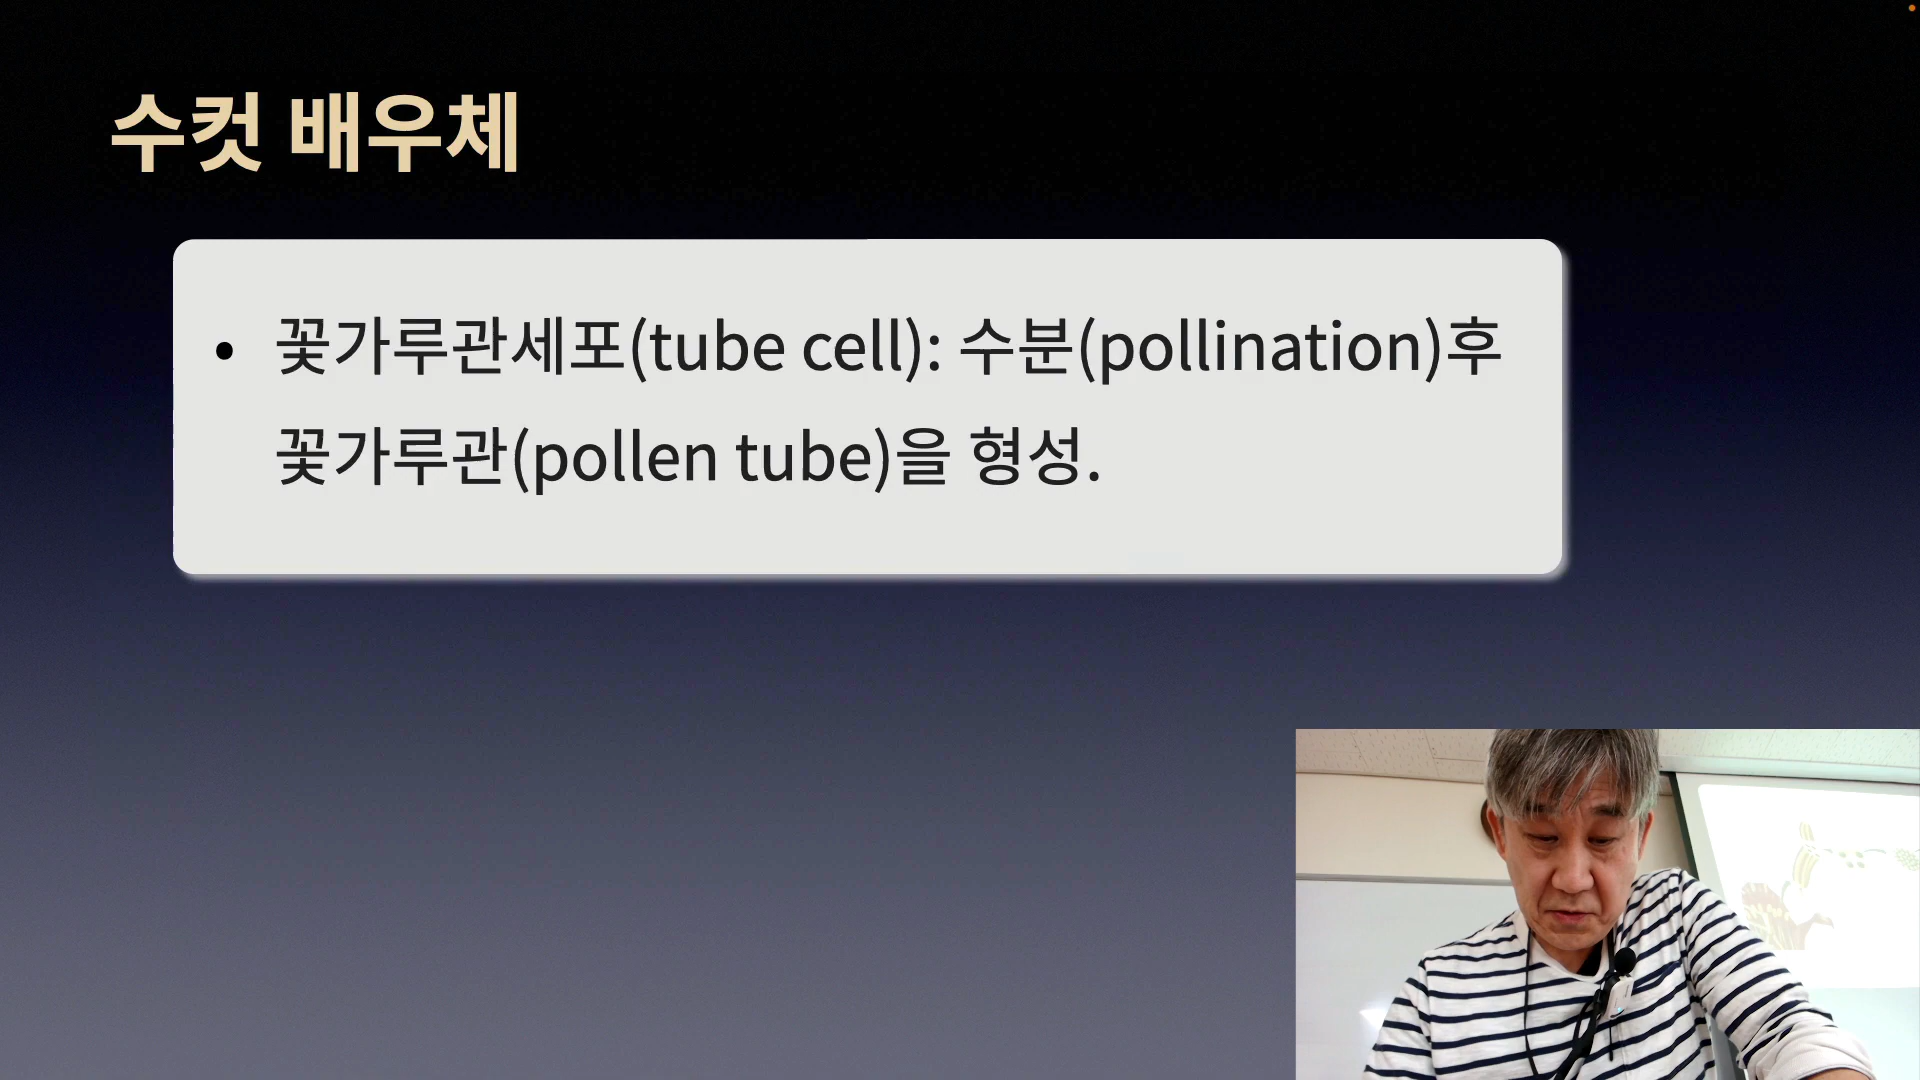 수컷 배우체
• 꽃가루관세포(tube cell): 수분(pollination)후
꽃가루관(pollen tube)을 형성.